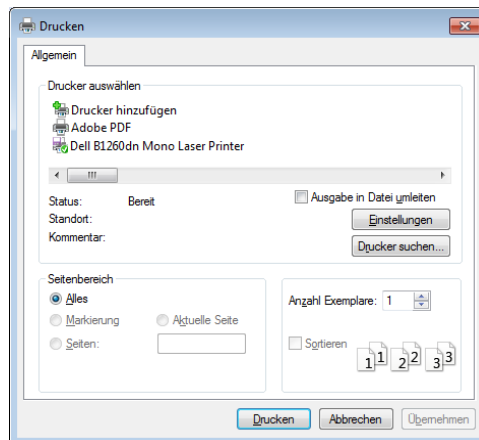 Drucken
Allgemein
Drucker auswählen
Drucker hinzufügen
Adobe PDF
Dell B1260dn Mono Laser Printer
Status: Bereit
Ausgabe in Datei umleiten
Standort:
Einstellungen
Kommentar:
Drucker suchen...
Seitenbereich
Alles
Markierung Aktuelle Seite
Seiten:
Anzahl Exemplare: 1
Sortieren
1 1 2 2 3 3
Drucken Abbrechen Übernehmen